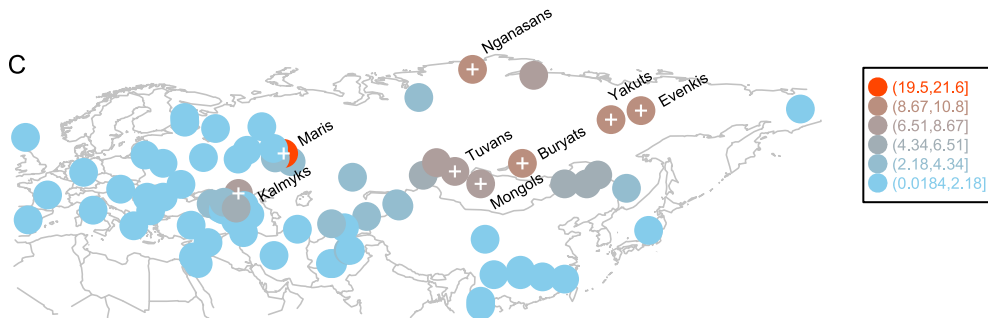 C
Nganasans
Yakuts
Evenkis
Maris
Tuvans
Buryats
Kalmyks
Mongols
(19.5,21.6]
(8.67,10.8]
(6.51,8.67]
(4.34,6.51]
(2.18,4.34]
(0.0184,2.18]